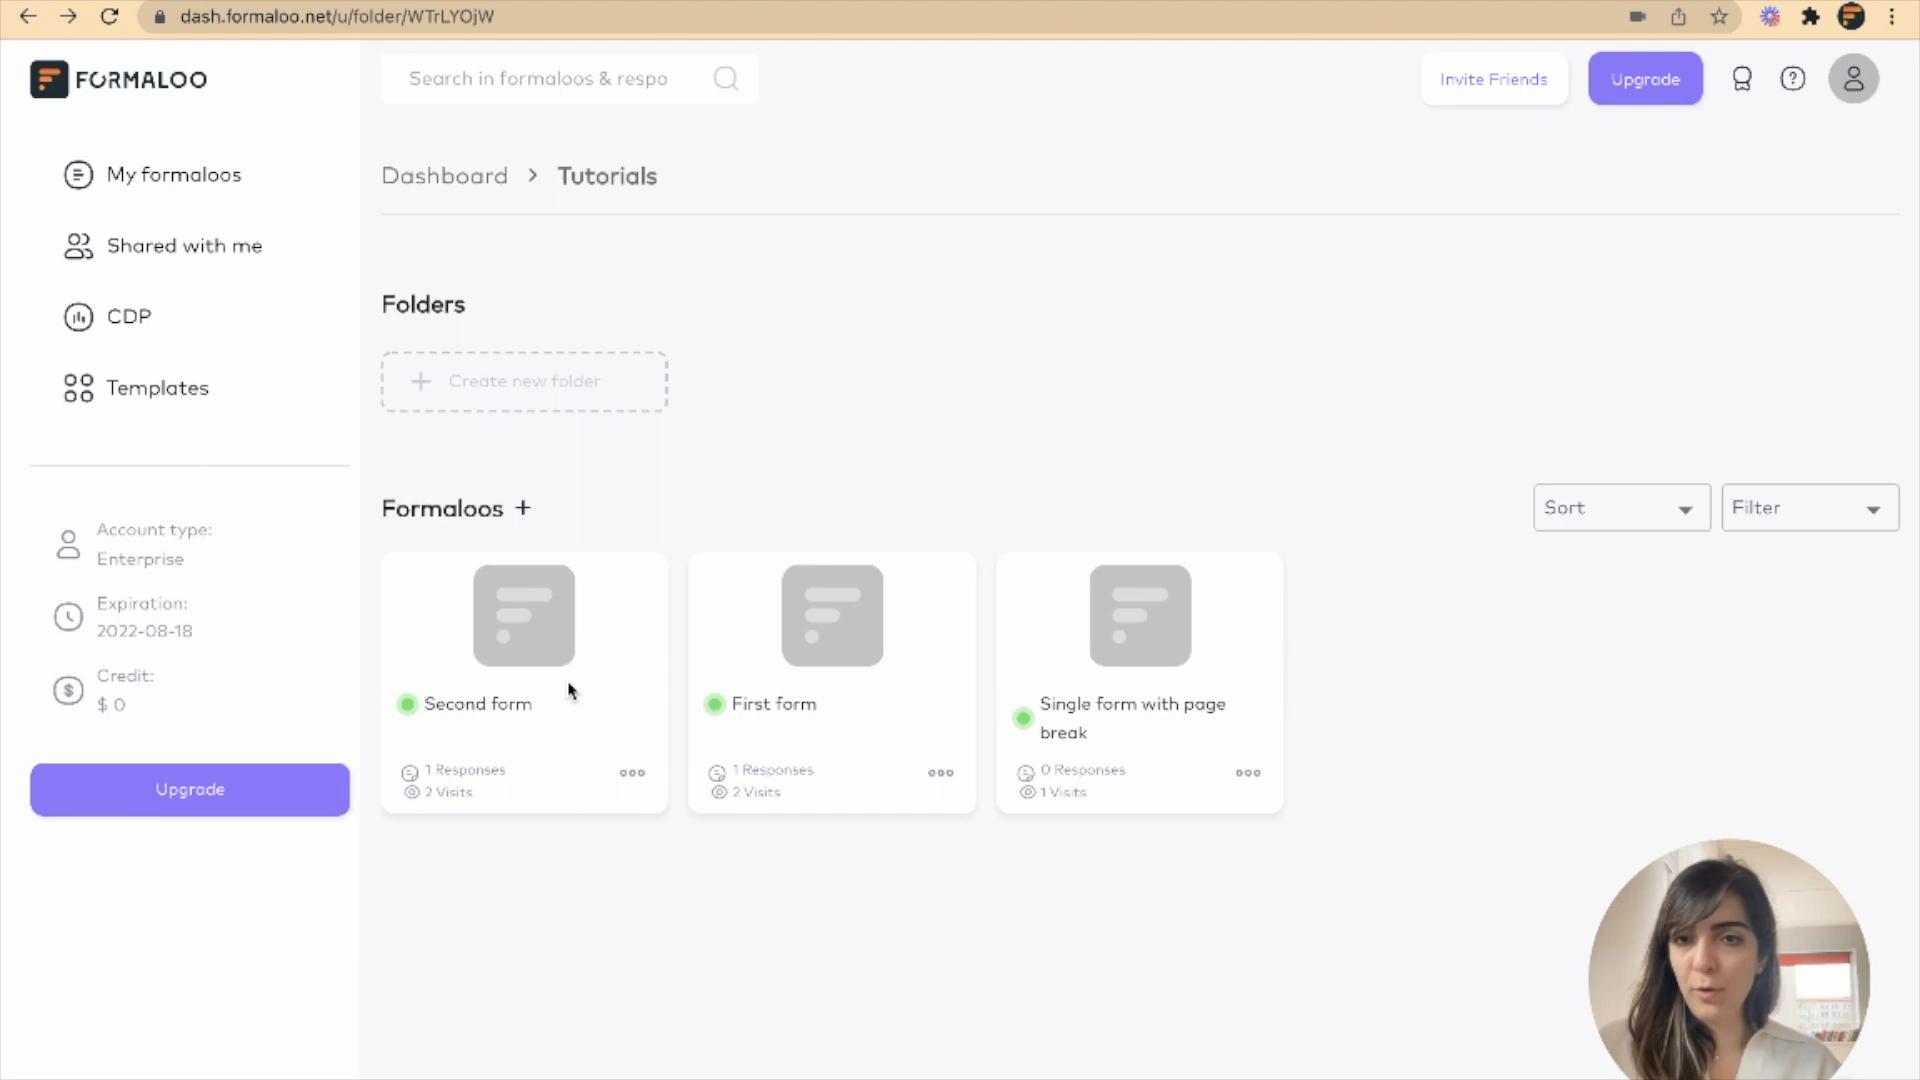 dash.formaloo.net/u/folder/WTrLYOjW
FORMALOO
Search in formaloos & respo
Invite Friends
Upgrade
My formaloos
Shared with me
CDP
Templates
Account type:
Enterprise
Expiration:
2022-08-18
Credit:
$ 0
Upgrade
Dashboard > Tutorials
Folders
+ Create new folder
Formaloos +
Sort
Filter
Second form
1 Responses
2 Visits
First form
1 Responses
2 Visits
Single form with page
break
0 Responses
1 Visits